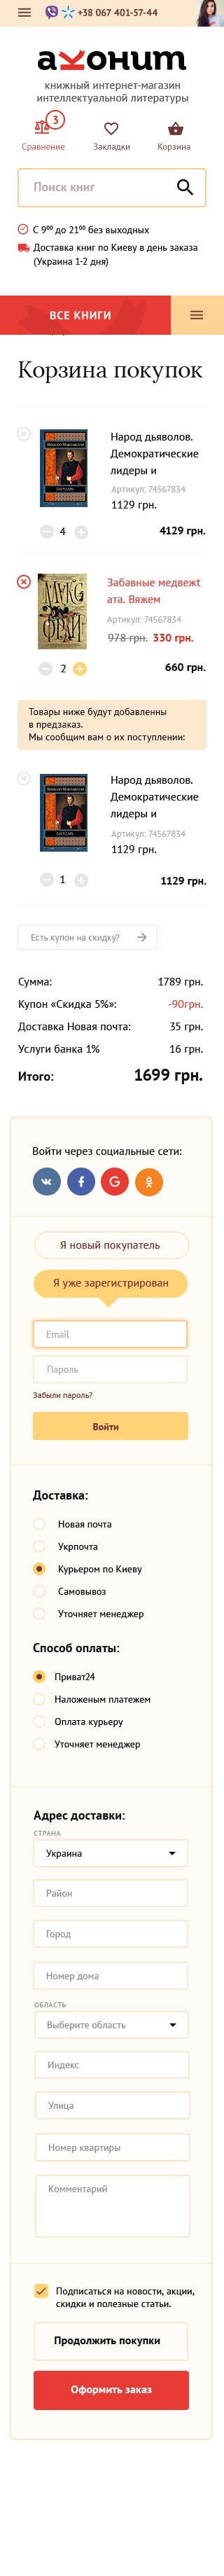 +38 067 401-57-44
аконит
книжный интернет-магазин
интеллектуальной литературы
3
Сравнение
Закладки
Корзина
Поиск книг
С 9⁰⁰ до 21⁰⁰ без выходных
Доставка книг по Киеву в день заказа
(Украина 1-2 дня)
ВСЕ КНИГИ
Корзина покупок
Народ дьяволов.
Демократические
лидеры и
Артикул: 74567834
1129 грн.
4
4129 грн.
Забавные медвежт
ата. Вяжем
Артикул: 74567834
978 грн. 330 грн.
2
660 грн.
Товары ниже будут добавленны
в предзаказ.
Мы сообщим вам о их поступлении:
Народ дьяволов.
Демократические
лидеры и
Артикул: 74567834
1129 грн.
1
1129 грн.
Есть купон на скидку?
Сумма: 1789 грн.
Купон «Скидка 5%»: -90грн.
Доставка Новая почта: 35 грн.
Услуги банка 1% 16 грн.
Итого: 1699 грн.
Войти через социальные сети:
Я новый покупатель
Я уже зарегистрирован
Email
Пароль
Забыли пароль?
Войти
Доставка:
Новая почта
Укрпочта
Курьером по Киеву
Самовывоз
Уточняет менеджер
Способ оплаты:
Приват24
Наложеным платежем
Оплата курьеру
Уточняет менеджер
Адрес доставки:
СТРАНА
Украина
Район
Город
Номер дома
ОБЛАСТЬ
Выберите область
Индекс
Улица
Номер квартиры
Комментарий
Подписаться на новости, акции,
скидки и полезные статьи.
Продолжить покупки
Оформить заказ